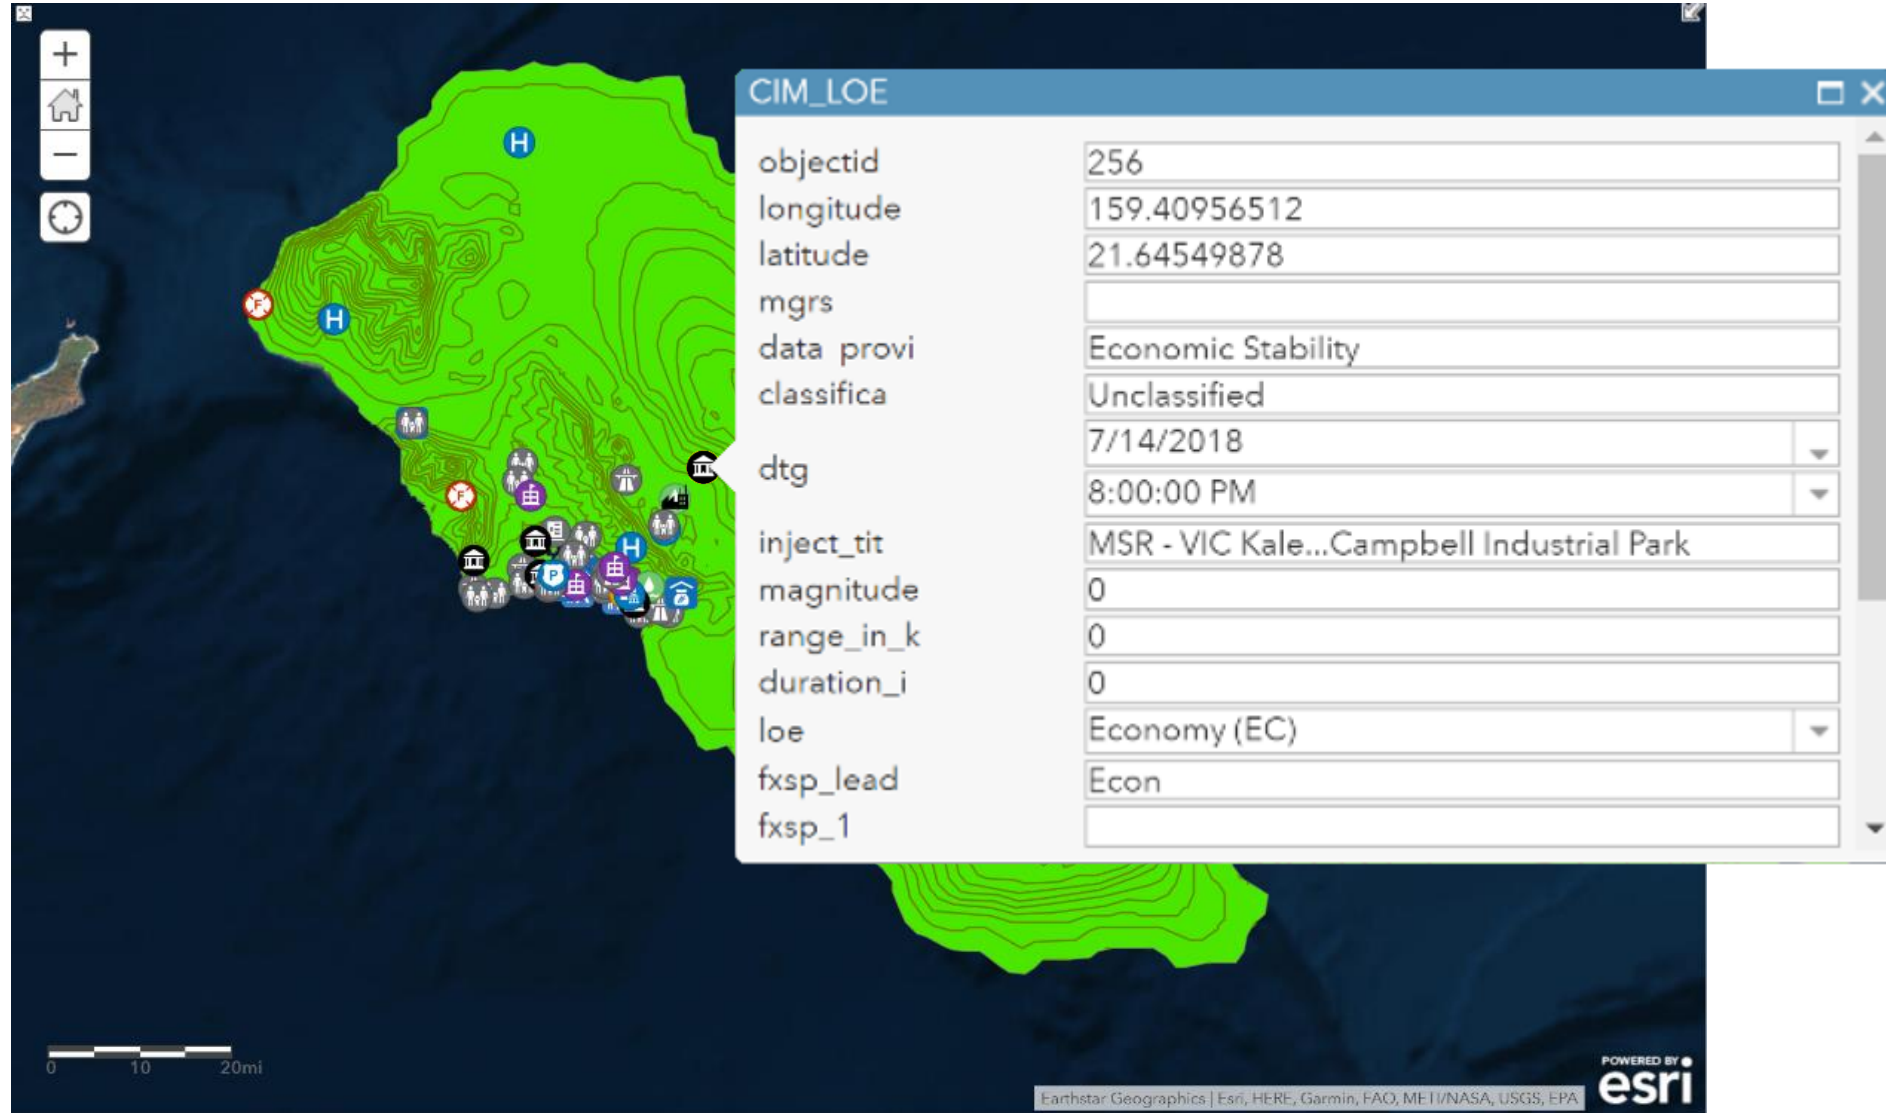 CIM_LOE
objectid 256
longitude 159.40956512
latitude 21.64549878
mgrs
data provi Economic Stability
classifica Unclassified
dtg 7/14/2018
8:00:00 PM
inject_tit MSR - VIC Kale...Campbell Industrial Park
magnitude 0
range_in_k 0
duration_i 0
loe Economy (EC)
fxsp_lead Econ
fxsp_1
H
F
H
F
H
P
0 10 20mi
POWERED BY
esri
Earthstar Geographics | Esri, HERE, Garmin, FAO, METI/NASA, USGS, EPA